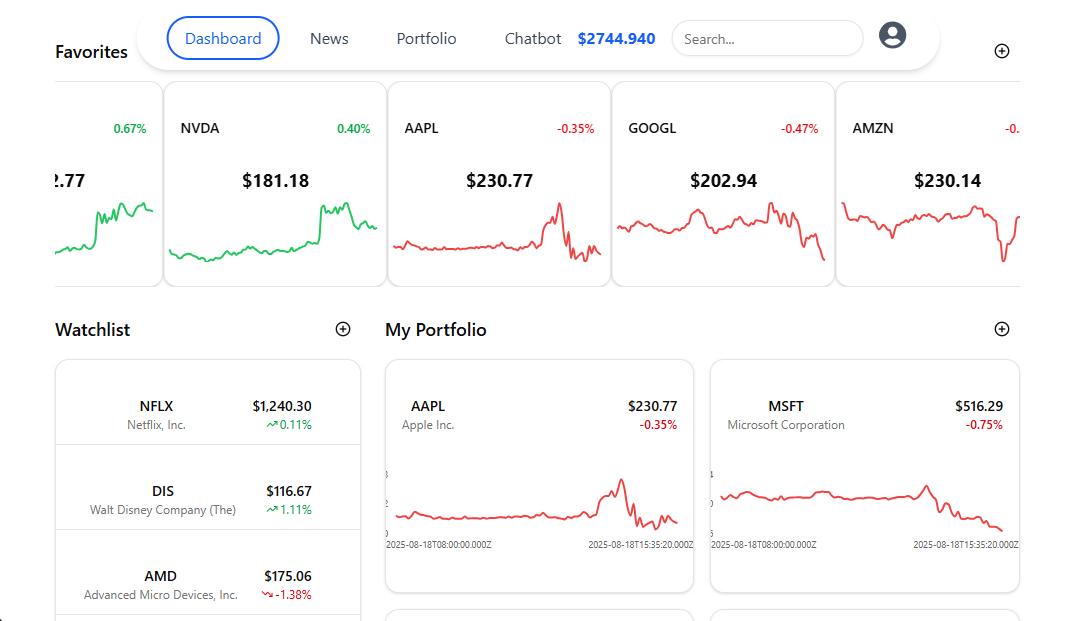 Dashboard News Portfolio Chatbot $2744.940 Search...
Favorites
0.67% NVDA 0.40% AAPL -0.35% GOOGL -0.47% AMZN -0.
2.77 $181.18 $230.77 $202.94 $230.14
Watchlist
NFLX $1,240.30
Netflix, Inc. 0.11%
DIS $116.67
Walt Disney Company (The) 1.11%
AMD $175.06
Advanced Micro Devices, Inc. -1.38%
My Portfolio
AAPL $230.77
Apple Inc. -0.35%
2025-08-18T08:00:00.000Z 2025-08-18T15:35:20.000Z
MSFT $516.29
Microsoft Corporation -0.75%
2025-08-18T08:00:00.000Z 2025-08-18T15:35:20.000Z